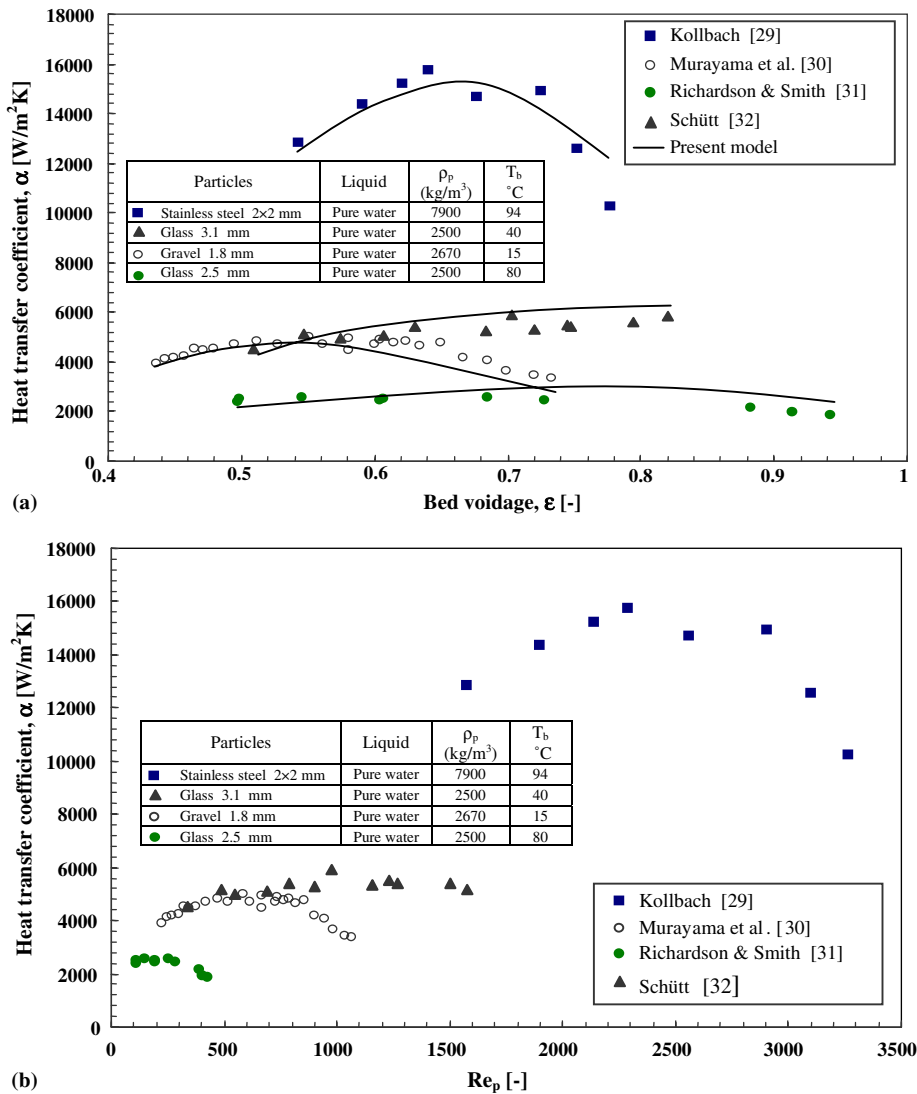 18000
16000
14000
12000
10000
8000
6000
4000
2000
0
Heat transfer coefficient, α [W/m²K]
Kollbach [29]
Murayama et al. [30]
Richardson & Smith [31]
Schütt [32]
Present model
Particles Liquid ρp (kg/m³) Tb °C
Stainless steel 2×2 mm Pure water 7900 94
Glass 3.1 mm Pure water 2500 40
Gravel 1.8 mm Pure water 2670 15
Glass 2.5 mm Pure water 2500 80
0.4 0.5 0.6 0.7 0.8 0.9 1
(a) Bed voidage, ε [-]
18000
16000
14000
12000
10000
8000
6000
4000
2000
0
Heat transfer coefficient, α [W/m²K]
Particles Liquid ρp (kg/m³) Tb °C
Stainless steel 2×2 mm Pure water 7900 94
Glass 3.1 mm Pure water 2500 40
Gravel 1.8 mm Pure water 2670 15
Glass 2.5 mm Pure water 2500 80
Kollbach [29]
Murayama et al. [30]
Richardson & Smith [31]
Schütt [32]
0 500 1000 1500 2000 2500 3000 3500
(b) Rep [-]